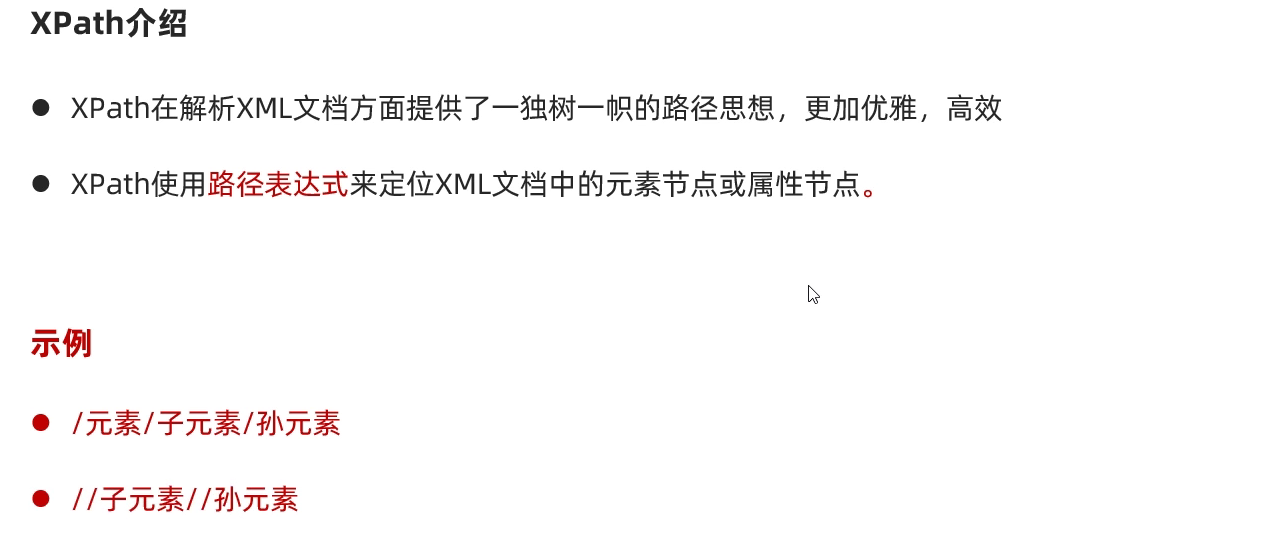 XPath介绍
● XPath在解析XML文档方面提供了一独树一帜的路径思想，更加优雅，高效
● XPath使用路径表达式来定位XML文档中的元素节点或属性节点。
示例
● /元素/子元素/孙元素
● //子元素//孙元素